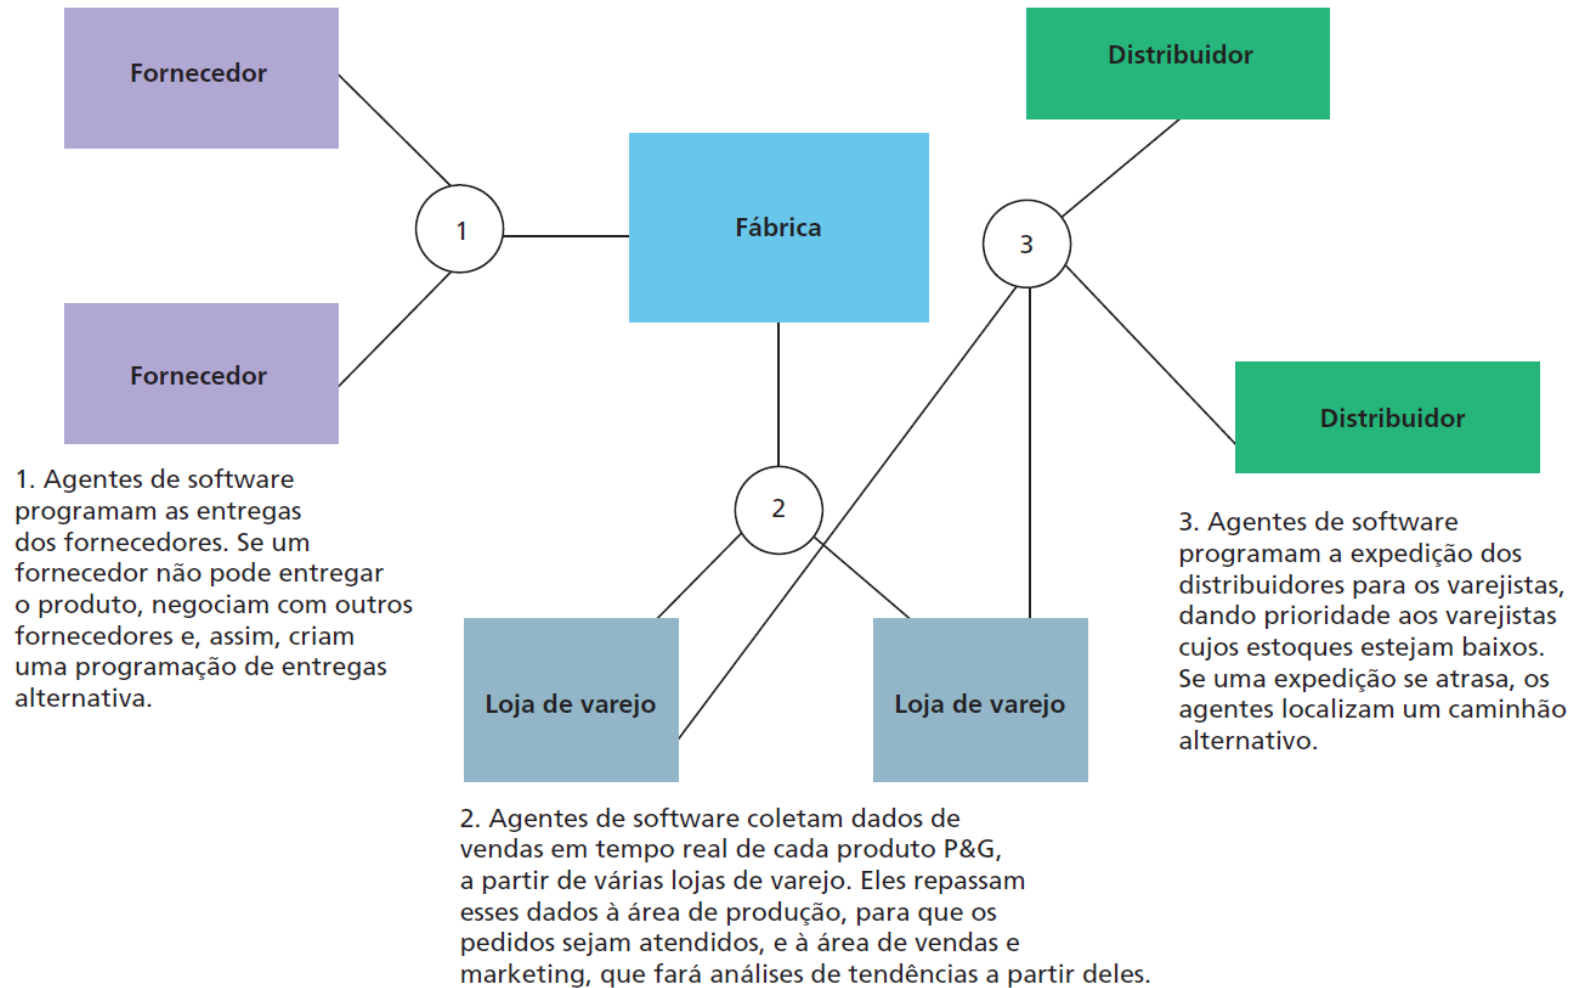 Fornecedor
Distribuidor
Fábrica
1
3
Fornecedor
Distribuidor
1. Agentes de software
programam as entregas
dos fornecedores. Se um
fornecedor não pode entregar
o produto, negociam com outros
fornecedores e, assim, criam
uma programação de entregas
alternativa.
2
3. Agentes de software
programam a expedição dos
distribuidores para os varejistas,
dando prioridade aos varejistas
cujos estoques estejam baixos.
Se uma expedição se atrasa, os
agentes localizam um caminhão
alternativo.
Loja de varejo
Loja de varejo
2. Agentes de software coletam dados de
vendas em tempo real de cada produto P&G,
a partir de várias lojas de varejo. Eles repassam
esses dados à área de produção, para que os
pedidos sejam atendidos, e à área de vendas e
marketing, que fará análises de tendências a partir deles.